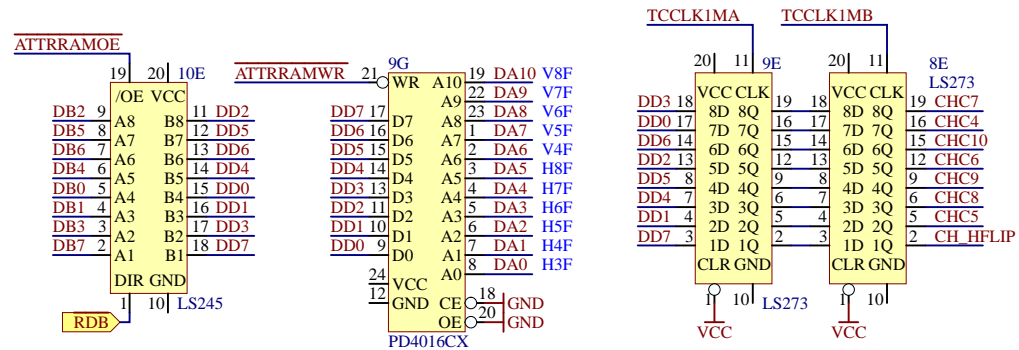 TCCLK1MA TCCLK1MB
ATTRRAMOE
19 20 10E
/OE VCC
DB2 9 A8 B8 11 DD2
DB5 8 A7 B7 12 DD5
DB6 7 A6 B6 13 DD6
DB4 6 A5 B5 14 DD4
DB0 5 A4 B4 15 DD0
DB1 4 A3 B3 16 DD1
DB3 3 A2 B2 17 DD3
DB7 2 A1 B1 18 DD7
DIR GND
1 10 LS245
RDB
9G
ATTRRAMWR 21 WR A10 19 DA10 V8F
A9 22 DA9 V7F
DD7 17 D7 A8 23 DA8 V6F
DD6 16 D6 A7 1 DA7 V5F
DD5 15 D5 A6 2 DA6 V4F
DD4 14 D4 A5 3 DA5 H8F
DD3 13 D3 A4 4 DA4 H7F
DD2 11 D2 A3 5 DA3 H6F
DD1 10 D1 A2 6 DA2 H5F
DD0 9 D0 A1 7 DA1 H4F
A0 8 DA0 H3F
24 VCC
12 GND CE 18 GND
OE 20 GND
PD4016CX
20 11 9E 20 11 8E
LS273
VCC CLK VCC CLK
DD3 18 8D 8Q 19 18 8D 8Q 19 CHC7
DD0 17 7D 7Q 16 17 7D 7Q 16 CHC4
DD6 14 6D 6Q 15 14 6D 6Q 15 CHC10
DD2 13 5D 5Q 12 13 5D 5Q 12 CHC6
DD5 8 4D 4Q 9 8 4D 4Q 9 CHC9
DD4 7 3D 3Q 6 7 3D 3Q 6 CHC8
DD1 4 2D 2Q 5 4 2D 2Q 5 CHC5
DD7 3 1D 1Q 2 3 1D 1Q 2 CH_HFLIP
CLR GND CLR GND
1 10 LS273 1 10
VCC VCC